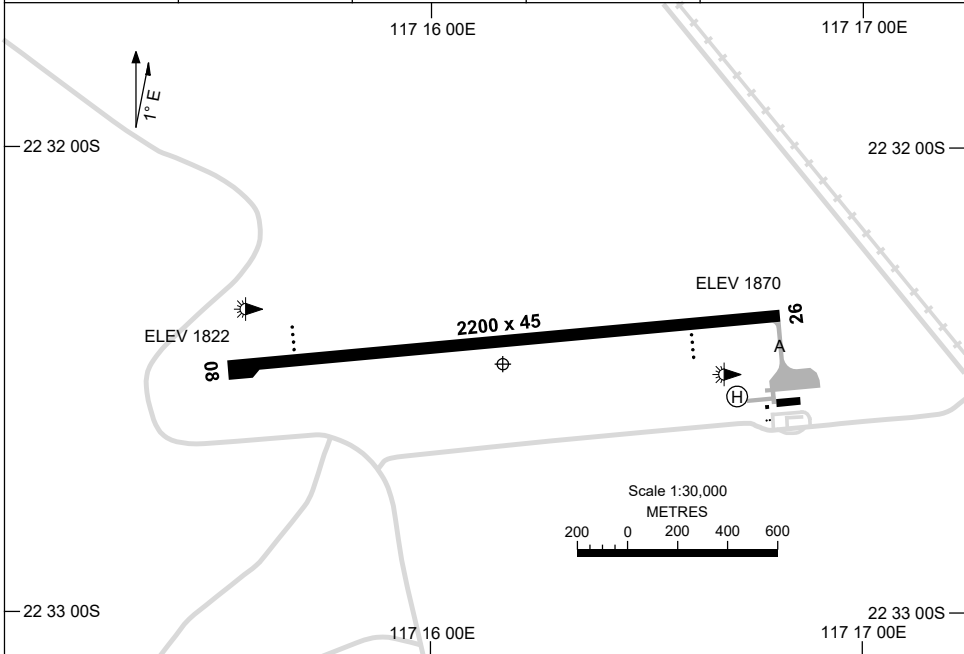 117 16 00E
117 17 00E
1° E
22 32 00S
22 32 00S
ELEV 1870
ELEV 1822
2200 x 45
26
08
A
H
Scale 1:30,000
METRES
200 0 200 400 600
22 33 00S
22 33 00S
117 16 00E
117 17 00E